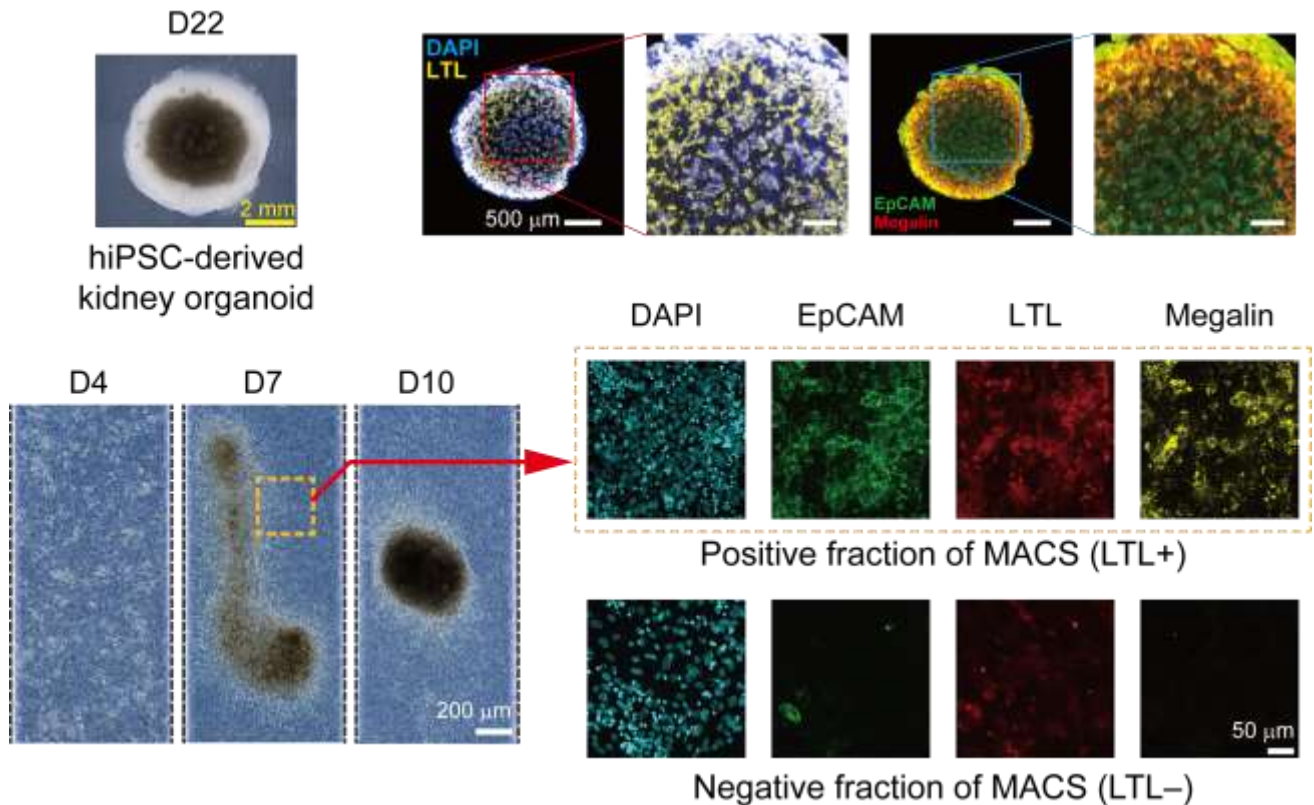 D22
2 mm
hiPSC-derived
kidney organoid
DAPI
LTL
500 μm
EpCAM
Megalin
D4
D7
D10
200 μm
DAPI
EpCAM
LTL
Megalin
Positive fraction of MACS (LTL+)
50 μm
Negative fraction of MACS (LTL–)